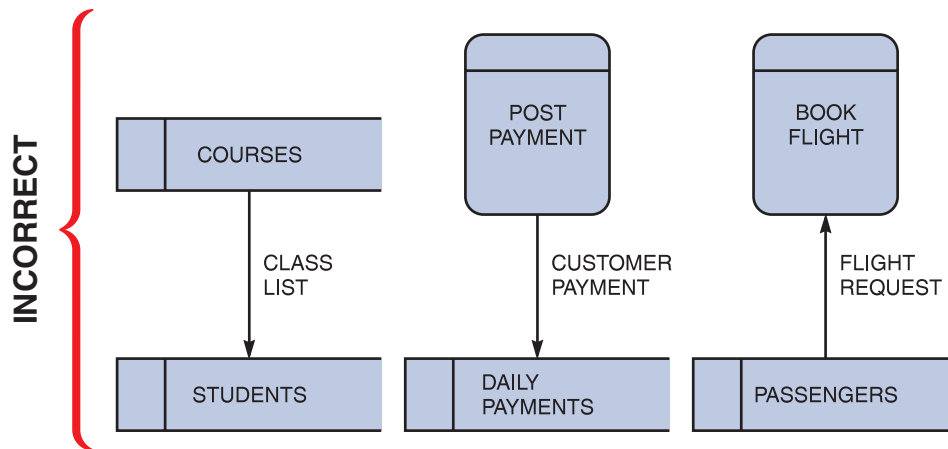 INCORRECT
COURSES
CLASS
LIST
STUDENTS
POST
PAYMENT
CUSTOMER
PAYMENT
DAILY
PAYMENTS
BOOK
FLIGHT
FLIGHT
REQUEST
PASSENGERS